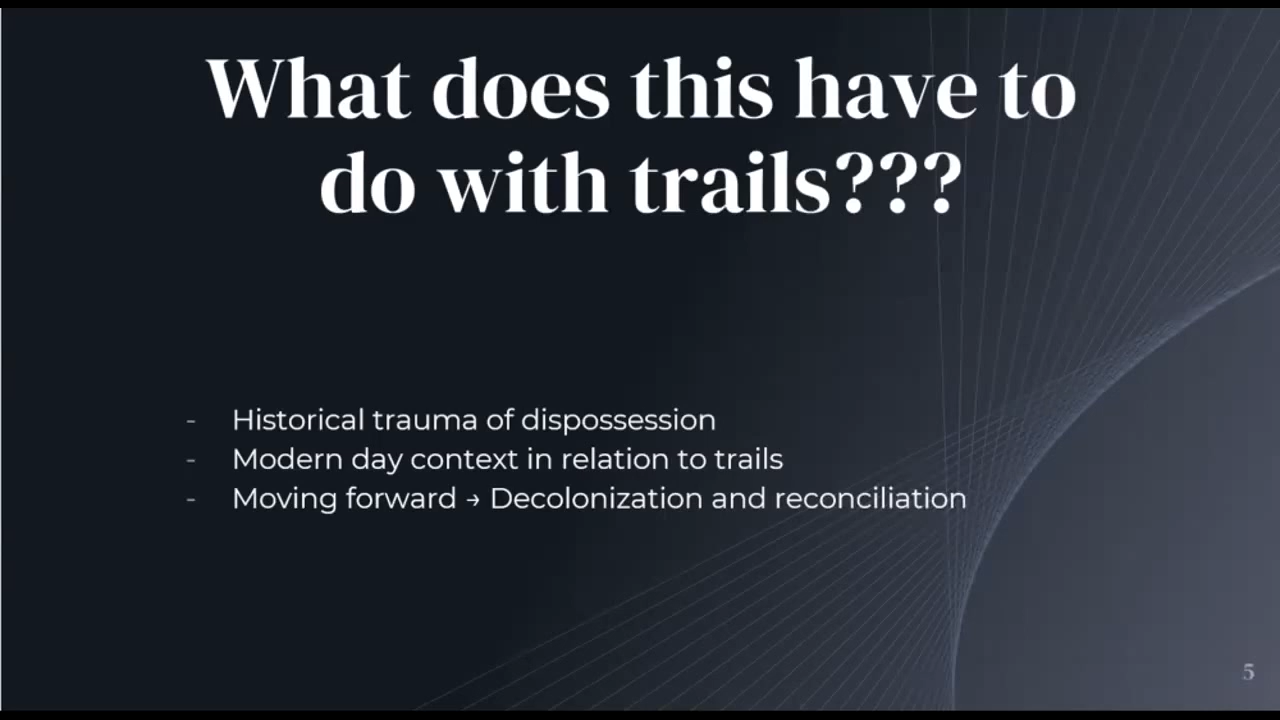 What does this have to
do with trails???
- Historical trauma of dispossession
- Modern day context in relation to trails
- Moving forward → Decolonization and reconciliation
5